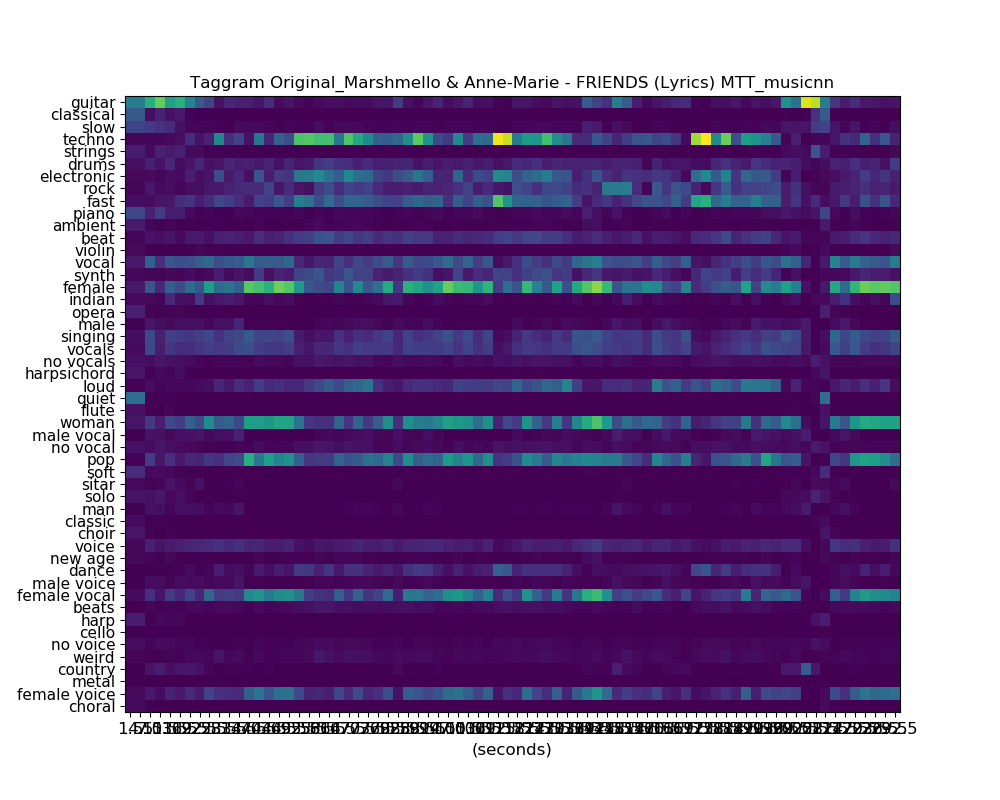 Taggram Original_Marshmello & Anne-Marie - FRIENDS (Lyrics) MTT_musicnn
guitar
classical
slow
techno
strings
drums
electronic
rock
fast
piano
ambient
beat
violin
vocal
synth
female
indian
opera
male
singing
vocals
no vocals
harpsichord
loud
quiet
flute
woman
male vocal
no vocal
pop
soft
sitar
solo
man
classic
choir
voice
new age
dance
male voice
female vocal
beats
harp
cello
no voice
weird
country
metal
female voice
choral
(seconds)